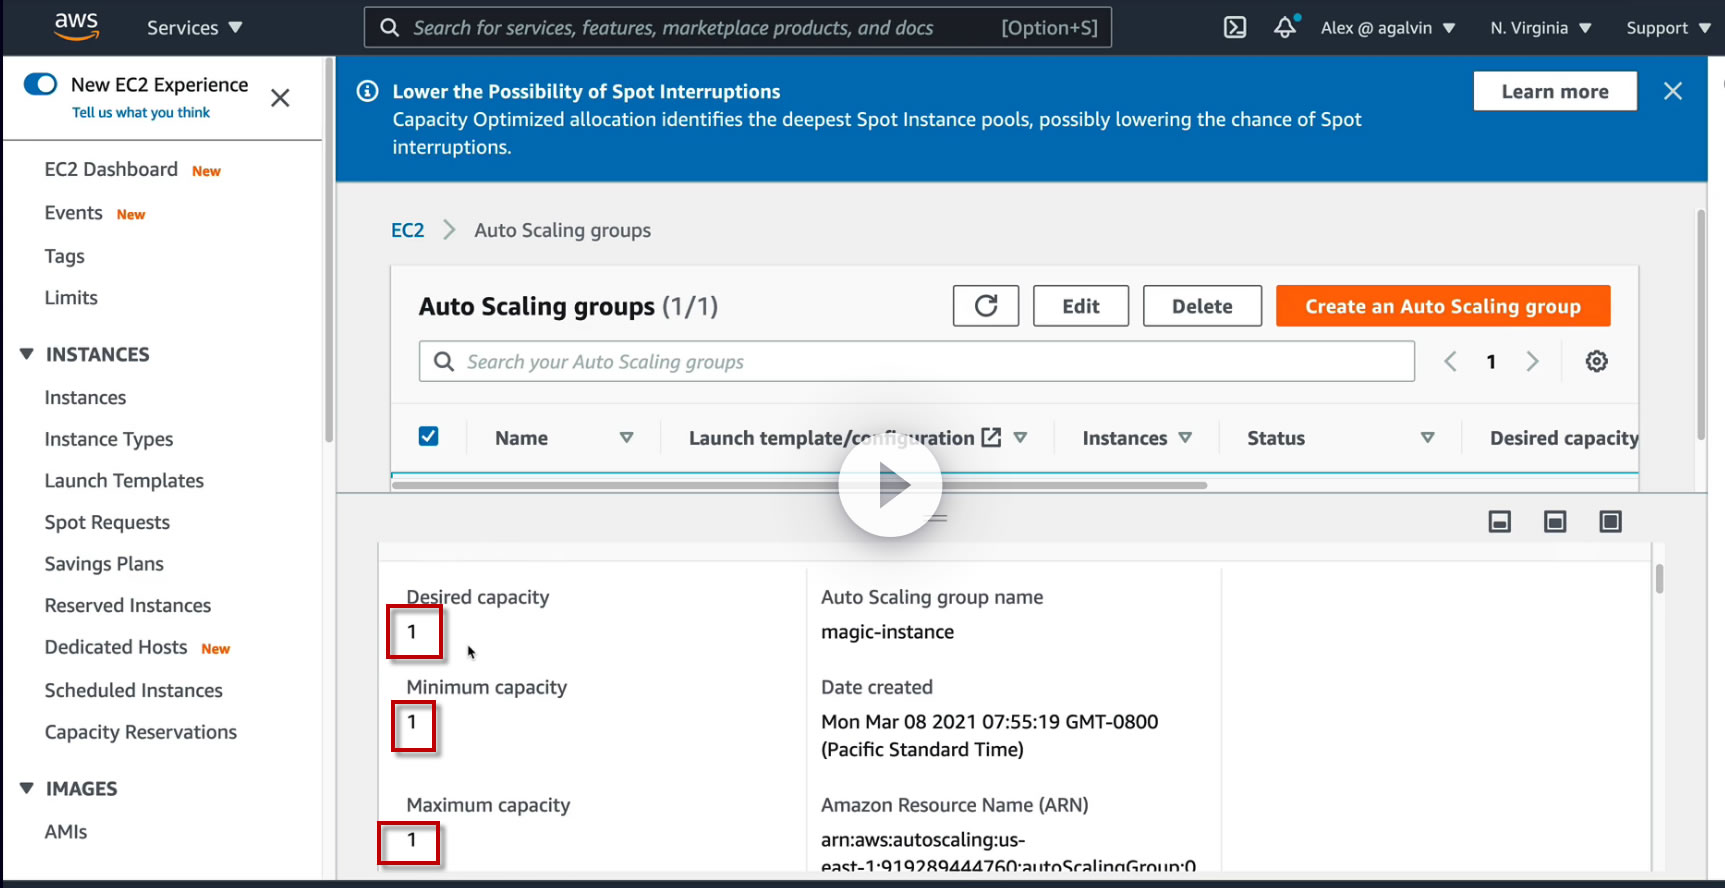 aws
Services
Search for services, features, marketplace products, and docs
[Option+S]
Alex @ agalvin
N. Virginia
Support
New EC2 Experience
Tell us what you think
EC2 Dashboard New
Events New
Tags
Limits
INSTANCES
Instances
Instance Types
Launch Templates
Spot Requests
Savings Plans
Reserved Instances
Dedicated Hosts New
Scheduled Instances
Capacity Reservations
IMAGES
AMIs
Lower the Possibility of Spot Interruptions
Capacity Optimized allocation identifies the deepest Spot Instance pools, possibly lowering the chance of Spot
interruptions.
Learn more
EC2 Auto Scaling groups
Auto Scaling groups (1/1)
Edit
Delete
Create an Auto Scaling group
Search your Auto Scaling groups
1
Name
Launch template/configuration
Instances
Status
Desired capacity
Desired capacity
1
Minimum capacity
1
Maximum capacity
1
Auto Scaling group name
magic-instance
Date created
Mon Mar 08 2021 07:55:19 GMT-0800
(Pacific Standard Time)
Amazon Resource Name (ARN)
arn:aws:autoscaling:us-
east-1:919289444760:autoScalingGroup:0